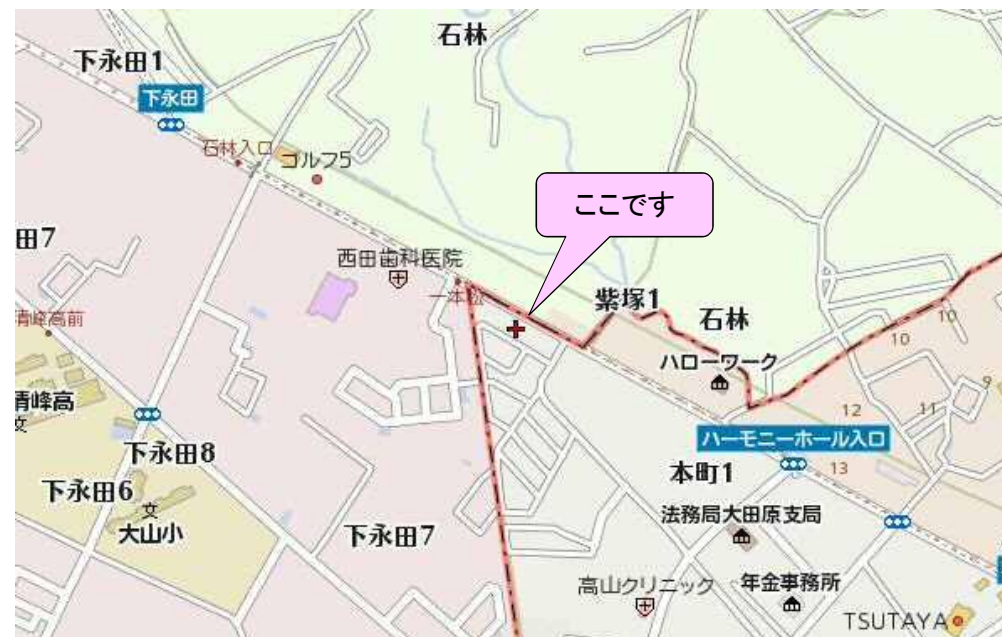 石林
下永田1
下永田
石林入口
ゴルフ5
ここです
田7
西田歯科医院
一本松
紫塚1
石林
清峰高前
10
10
ハローワーク
9
清峰高
文
12
11
下永田8
ハーモニーホール入口
本町1
13
下永田6
文
大山小
下永田7
法務局大田原支局
高山クリニック
年金事務所
TSUTAYA